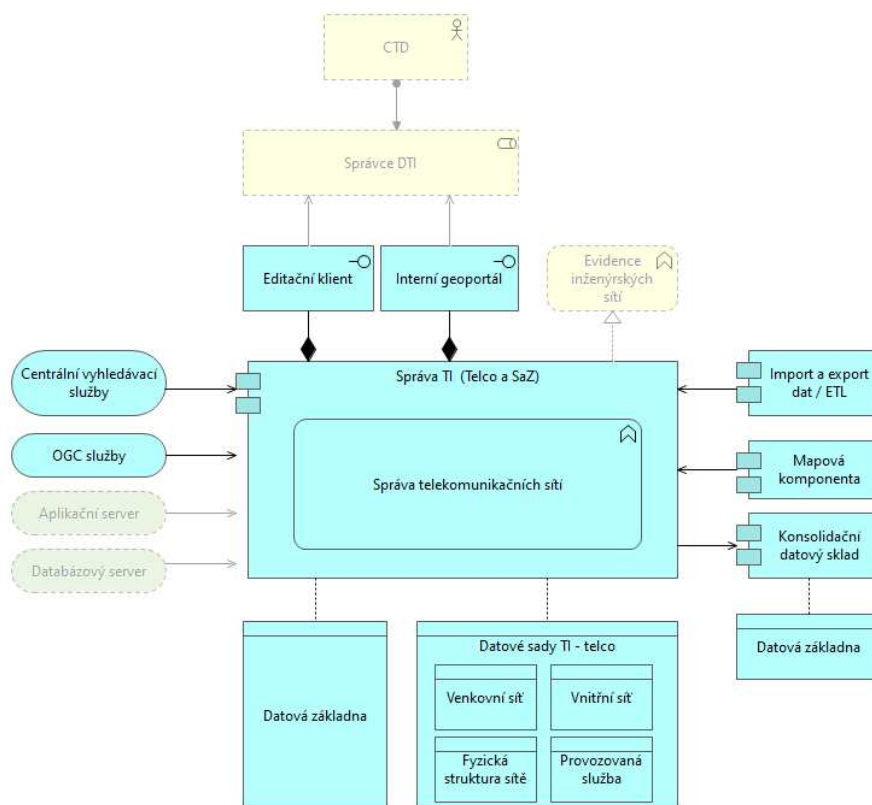 CTD
Správce DTI
Editační klient
Interní geoportál
Evidence
inženýrských
sítí
Centrální vyhledávací
služby
Správa TI  (Telco a SaZ)
Import a export
dat / ETL
OGC služby
Správa telekomunikačních sítí
Mapová
komponenta
Aplikační server
Konsolidační
datový sklad
Databázový server
Datová základna
Datové sady TI - telco
Datová základna
Venkovní síť
Vnitřní síť
Fyzická
struktura sítě
Provozovaná
služba